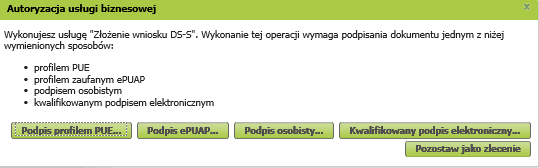 Autoryzacja usługi biznesowej
Wykonujesz usługę "Złożenie wniosku DS-S". Wykonanie tej operacji wymaga podpisania dokumentu jednym z niżej
wymienionych sposobów:
• profilem PUE
• profilem zaufanym ePUAP
• podpisem osobistym
• kwalifikowanym podpisem elektronicznym
Podpis profilem PUE... Podpis ePUAP... Podpis osobisty... Kwalifikowany podpis elektroniczny...
Pozostaw jako zlecenie